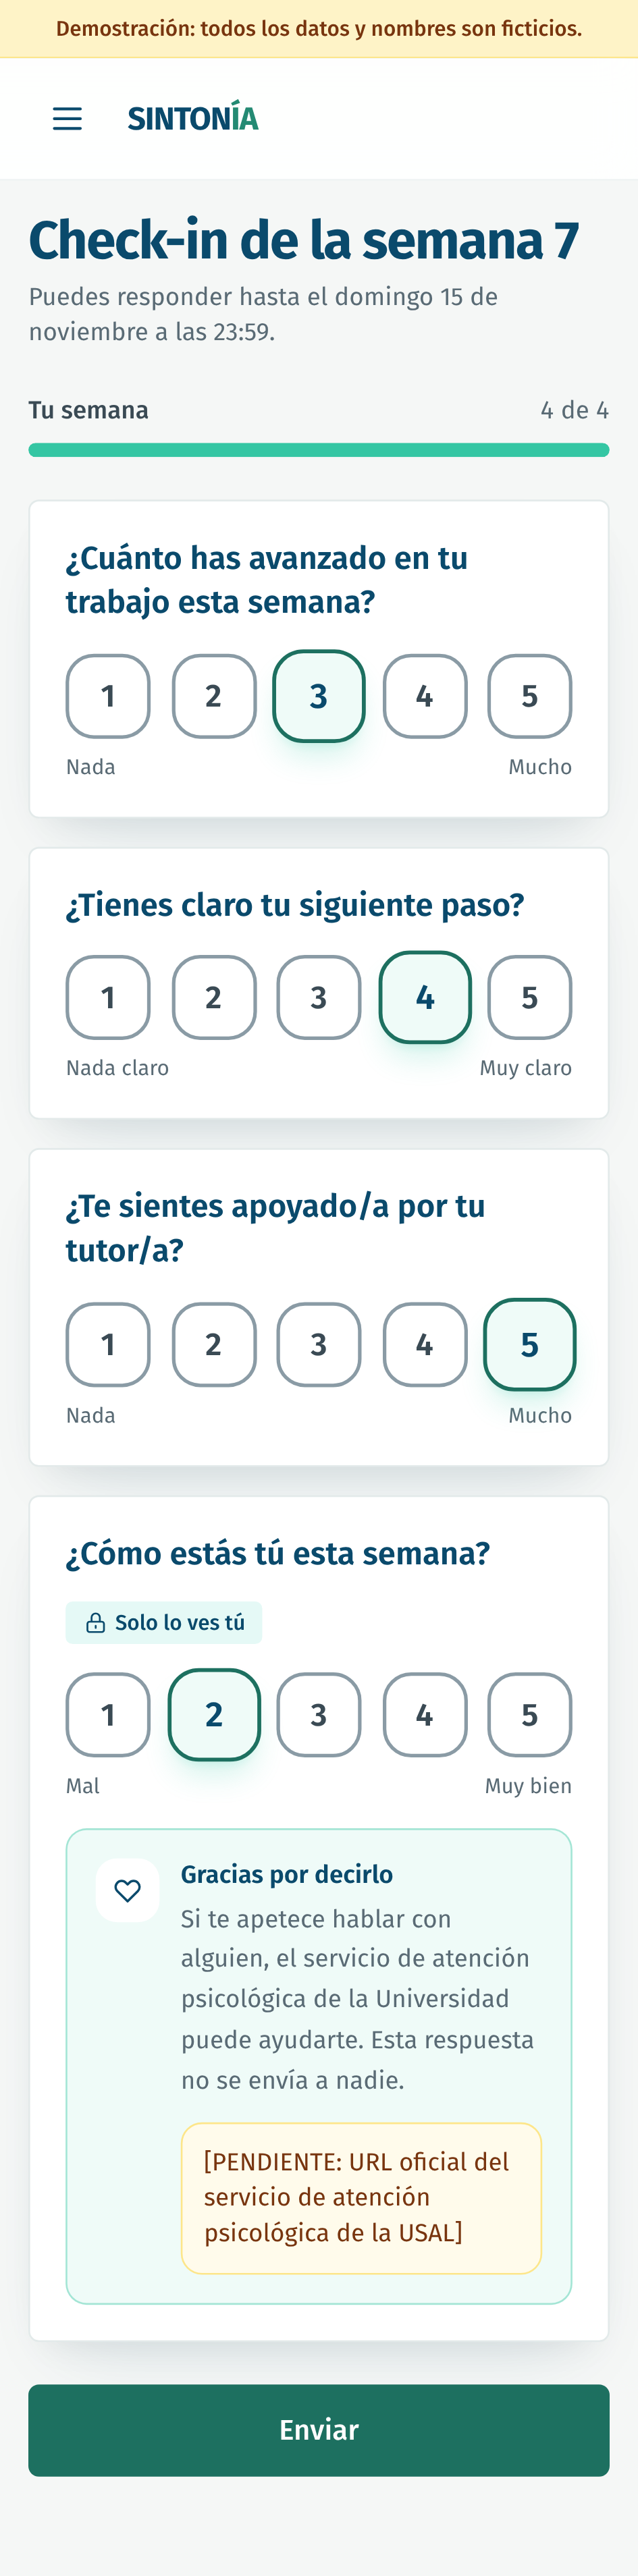 Demostración: todos los datos y nombres son ficticios.
SINTONÍA
Check-in de la semana 7
Puedes responder hasta el domingo 15 de
noviembre a las 23:59.
Tu semana 4 de 4
¿Cuánto has avanzado en tu
trabajo esta semana?
1 2 3 4 5
Nada Mucho
¿Tienes claro tu siguiente paso?
1 2 3 4 5
Nada claro Muy claro
¿Te sientes apoyado/a por tu
tutor/a?
1 2 3 4 5
Nada Mucho
¿Cómo estás tú esta semana?
Solo lo ves tú
1 2 3 4 5
Mal Muy bien
Gracias por decirlo
Si te apetece hablar con
alguien, el servicio de atención
psicológica de la Universidad
puede ayudarte. Esta respuesta
no se envía a nadie.
[PENDIENTE: URL oficial del
servicio de atención
psicológica de la USAL]
Enviar